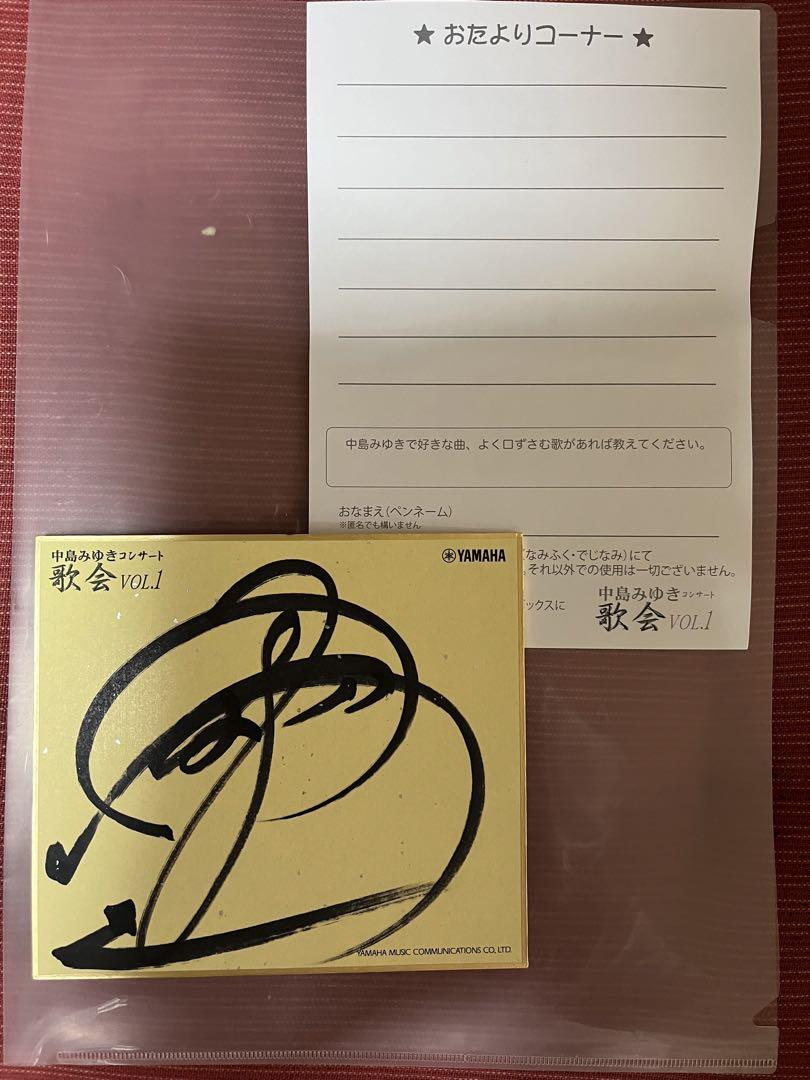 ★ おたよりコーナー ★
中島みゆきで好きな曲、よく口ずさむ歌があれば教えてください。
おなまえ(ペンネーム)
※匿名でも構いません
なみふく・でじなみ)にて
。それ以外での使用は一切ございません。
ックスに
中島みゆきコンサート
歌会 VOL.1
中島みゆきコンサート
歌会 VOL.1
YAMAHA
YAMAHA MUSIC COMMUNICATIONS CO., LTD.